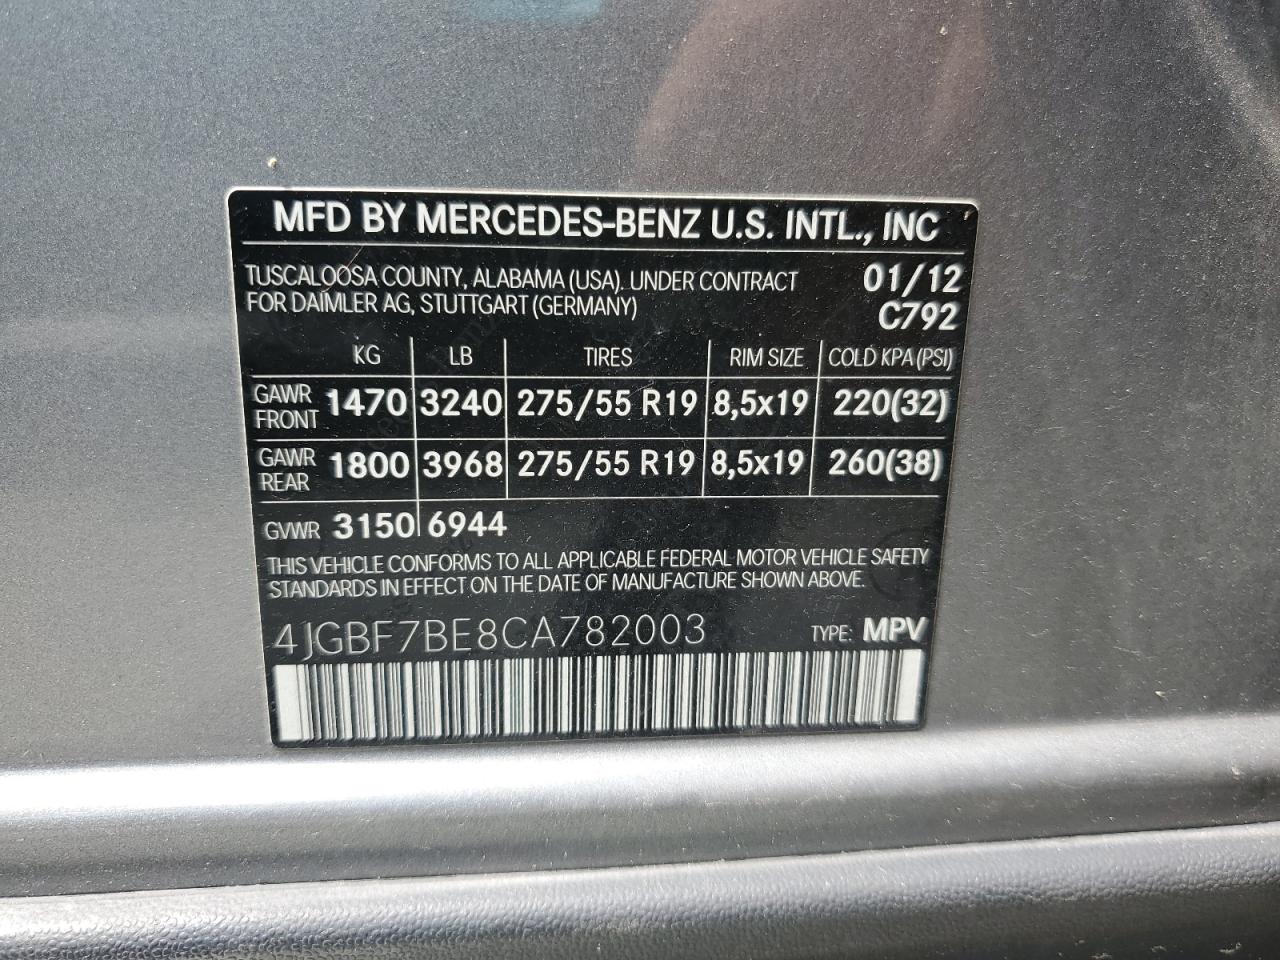 MFD BY MERCEDES-BENZ U.S. INTL., INC
TUSCALOOSA COUNTY, ALABAMA (USA). UNDER CONTRACT 01/12
FOR DAIMLER AG, STUTTGART (GERMANY) C792
KG LB TIRES RIM SIZE COLD KPA (PSI)
GAWR FRONT 1470 3240 275/55 R19 8,5x19 220(32)
GAWR REAR 1800 3968 275/55 R19 8,5x19 260(38)
GVWR 3150 6944
THIS VEHICLE CONFORMS TO ALL APPLICABLE FEDERAL MOTOR VEHICLE SAFETY
STANDARDS IN EFFECT ON THE DATE OF MANUFACTURE SHOWN ABOVE.
4JGBF7BE8CA782003 TYPE: MPV